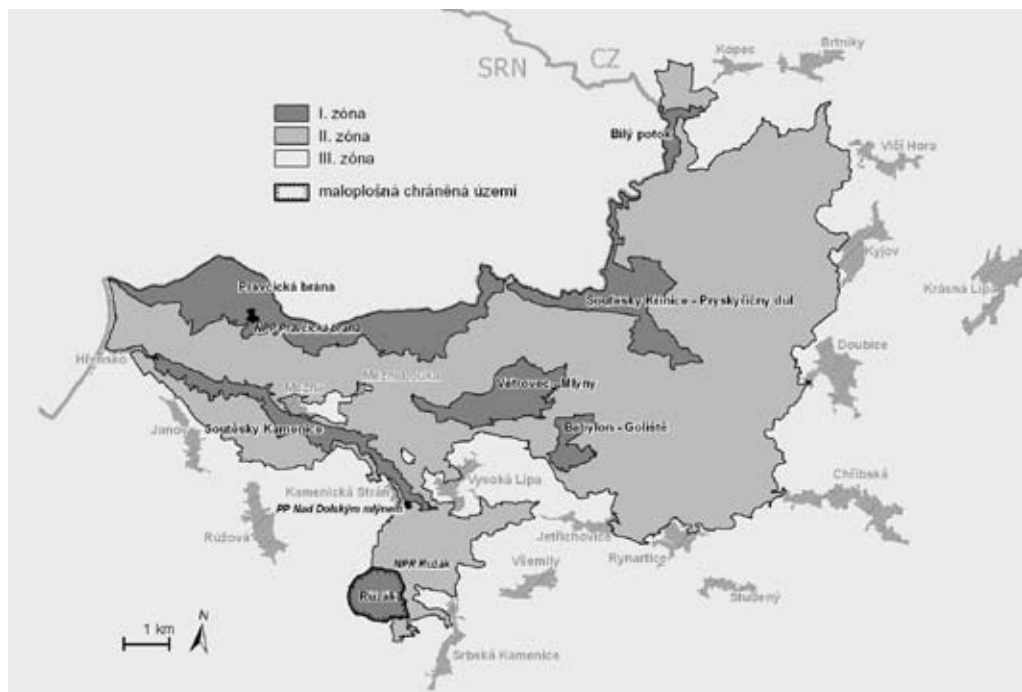 SRN
CZ
Kopec
Brtníky
I. zóna
II. zóna
III. zóna
maloplošná chráněná území
Bílý potok
Vlčí Hora
Kyjov
Krásná Lípa
Pravčická brána
NPP Pravčická brána
Soutěsky Křinice - Pryskyřičný důl
Doubice
Hřensko
Mezná
Mezní Louka
Větrovec - Mlýny
Janov
Soutěsky Kamenice
Babylon - Goliště
Vysoká Lípa
Kamenická Stráň
PP Nad Dolským mlýnem
Chřibská
Růžová
Jetřichovice
Rynartice
NPR Růžák
Všemily
Růžák
Studený
1 km
N
Srbská Kamenice